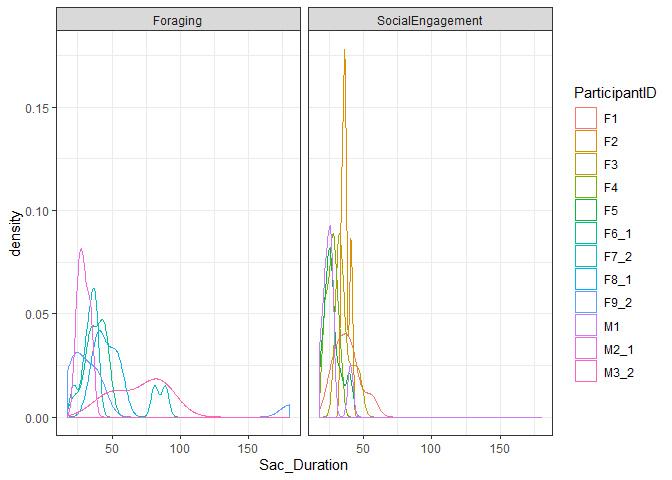 Foraging
SocialEngagement
0.15
0.10
0.05
0.00
density
50
100
150
50
100
150
Sac_Duration
ParticipantID
F1
F2
F3
F4
F5
F6_1
F7_2
F8_1
F9_2
M1
M2_1
M3_2